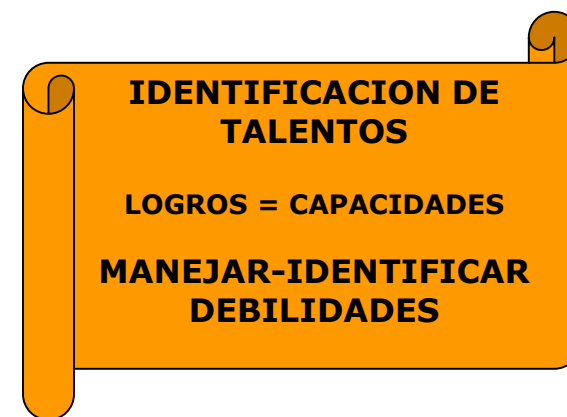 IDENTIFICACION DE
TALENTOS
LOGROS = CAPACIDADES
MANEJAR-IDENTIFICAR
DEBILIDADES